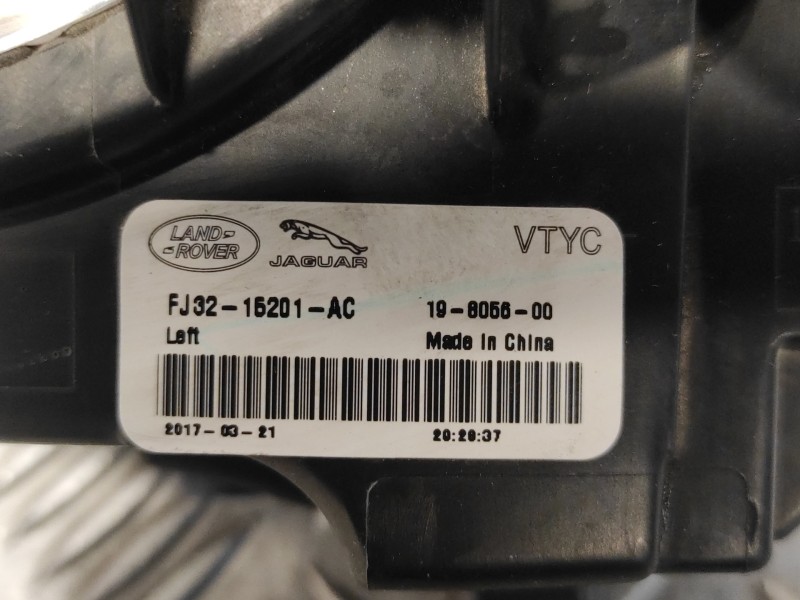 LAND-
-ROVER
JAGUAR
VTYC
FJ32-15201-AC
19-6056-00
Left
Made in China
2017-03-21
20:28:37